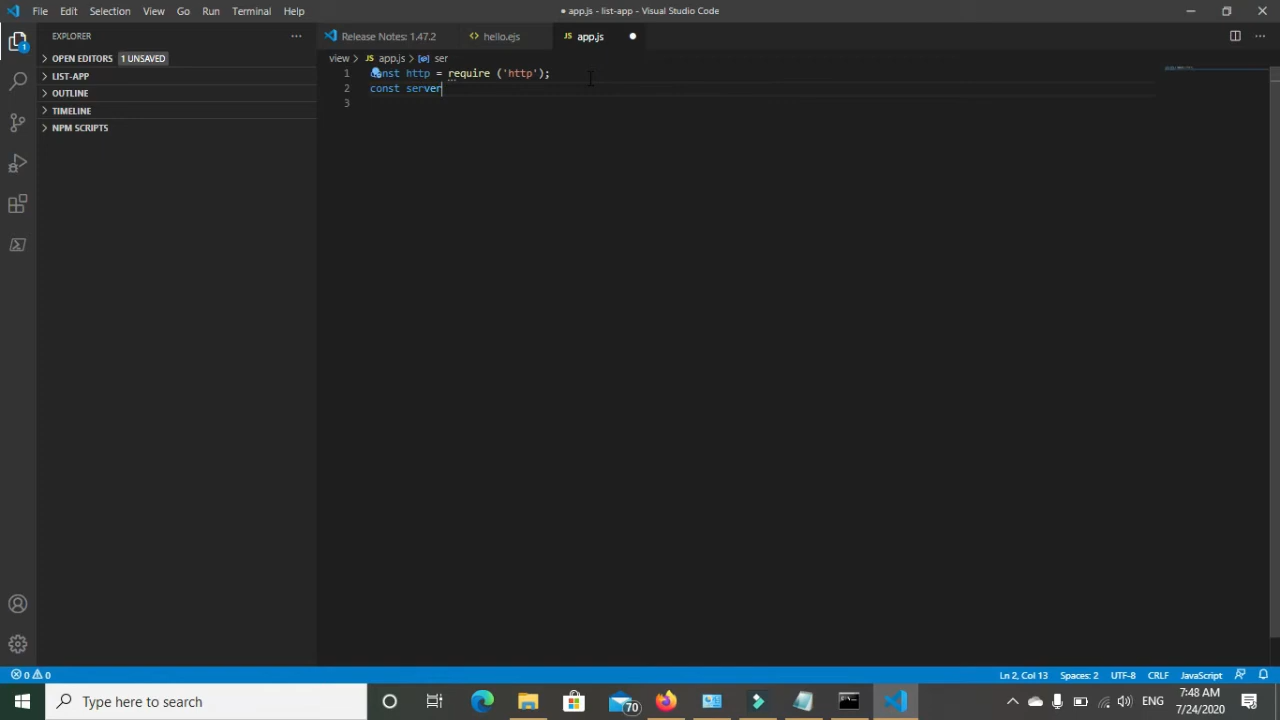 File Edit Selection View Go Run Terminal Help
● app.js - list-app - Visual Studio Code
EXPLORER
Release Notes: 1.47.2
hello.ejs
JS app.js
OPEN EDITORS 1 UNSAVED
view > JS app.js > ser
LIST-APP
1 const http = require ('http');
OUTLINE
2 const server
TIMELINE
3
NPM SCRIPTS
1
0 0
Ln 2, Col 13 Spaces: 2 UTF-8 CRLF JavaScript
Type here to search
70
ENG
7:48 AM
7/24/2020